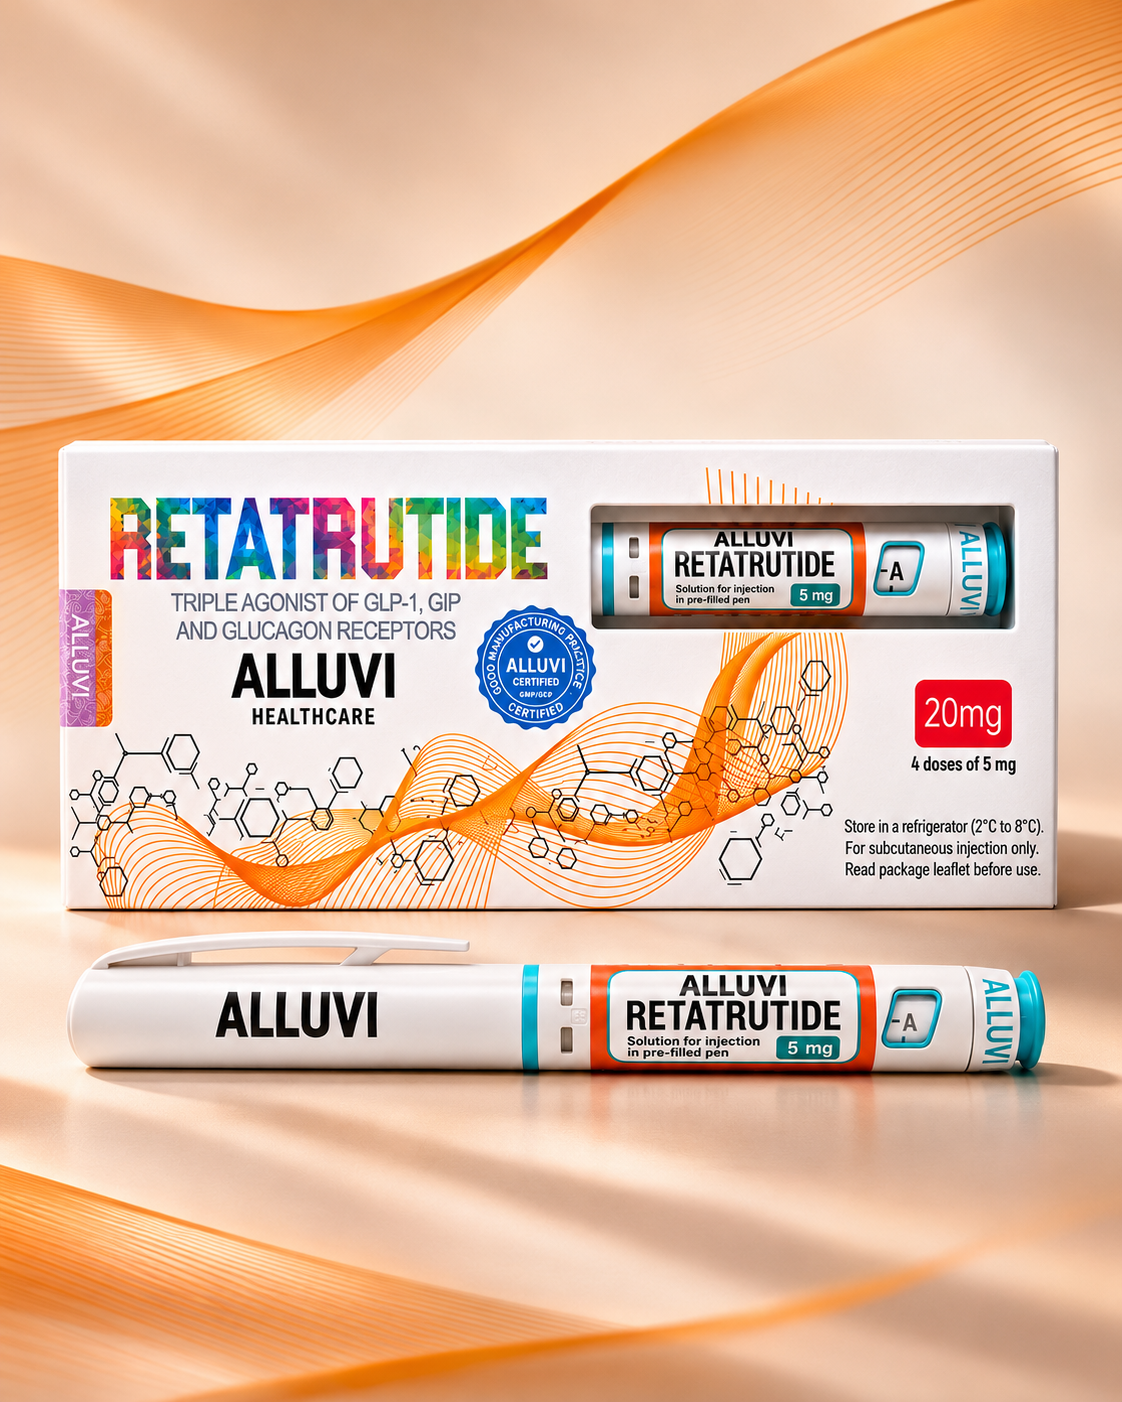 RETATRUTIDE
TRIPLE AGONIST OF GLP-1, GIP
AND GLUCAGON RECEPTORS
ALLUVI
HEALTHCARE
ALLUVI
GOOD MANUFACTURING PRACTICE
ALLUVI
CERTIFIED
GMP/GCP
CERTIFIED
ALLUVI
RETATRUTIDE
Solution for injection
in pre-filled pen
5 mg
-A
ALLUVI
20mg
4 doses of 5 mg
Store in a refrigerator (2°C to 8°C).
For subcutaneous injection only.
Read package leaflet before use.
ALLUVI
ALLUVI
RETATRUTIDE
Solution for injection
in pre-filled pen
5 mg
-A
ALLUVI